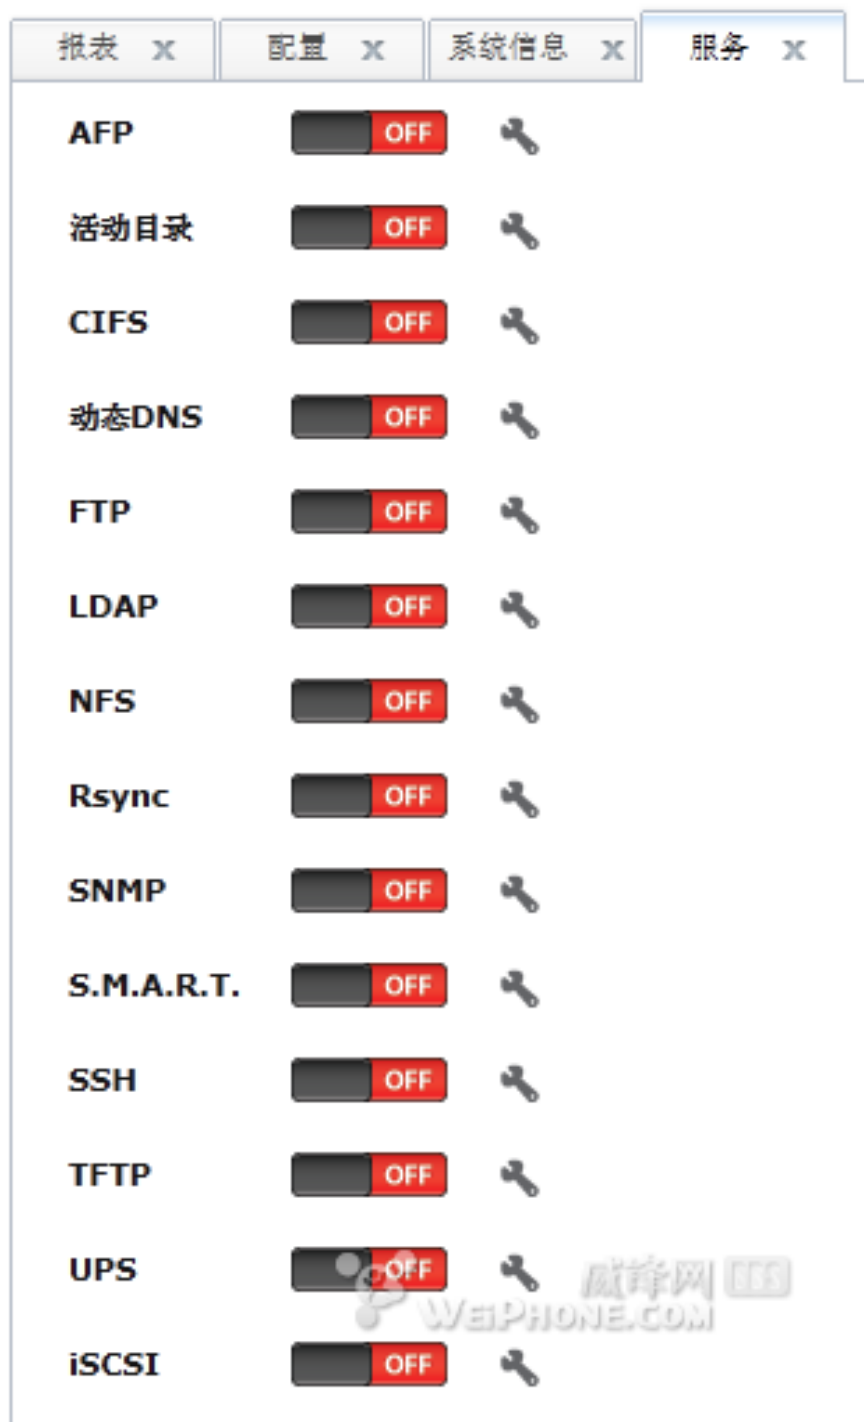 报表 x 配置 x 系统信息 x 服务 x
AFP OFF
活动目录 OFF
CIFS OFF
动态DNS OFF
FTP OFF
LDAP OFF
NFS OFF
Rsync OFF
SNMP OFF
S.M.A.R.T. OFF
SSH OFF
TFTP OFF
UPS OFF
威锋网
WEIPHONE.COM
iSCSI OFF